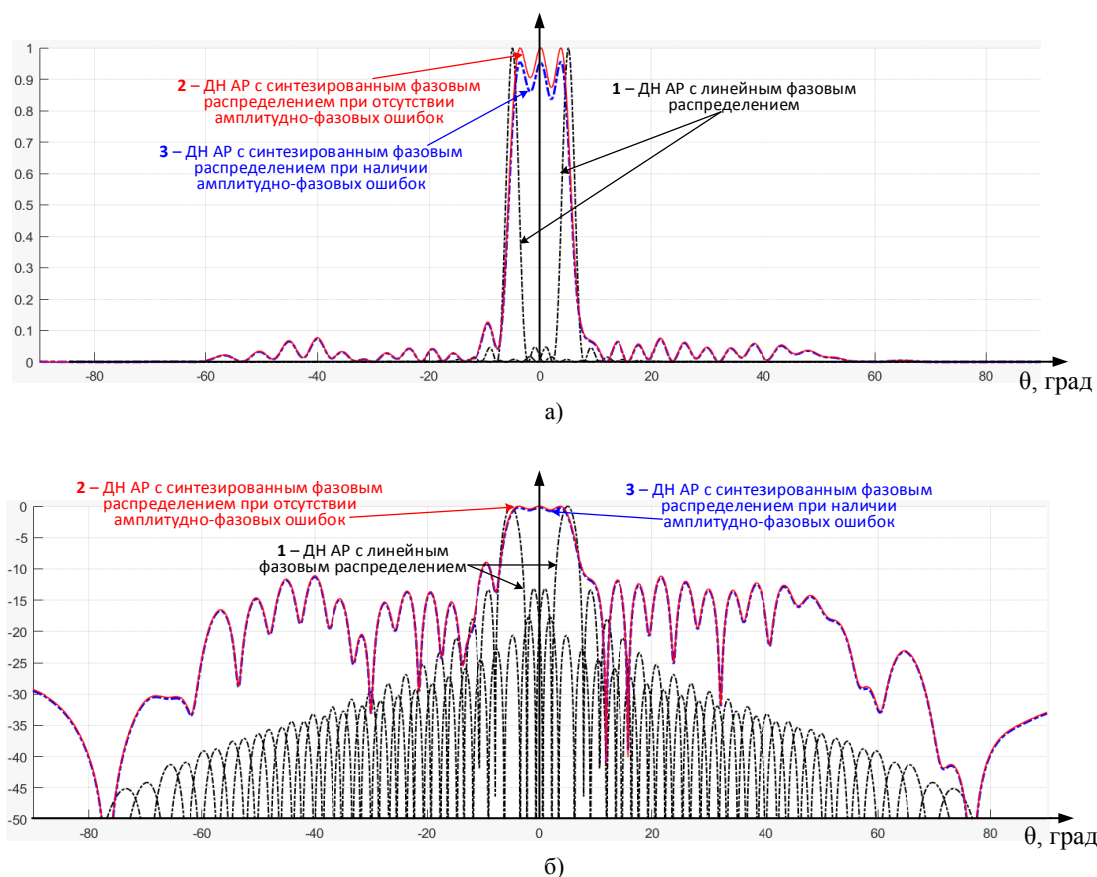 1
0.9
0.8
0.7
0.6
0.5
0.4
0.3
0.2
0.1
0
2 – ДН АР с синтезированным фазовым
распределением при отсутствии
амплитудно-фазовых ошибок
1 – ДН АР с линейным фазовым
распределением
3 – ДН АР с синтезированным фазовым
распределением при наличии
амплитудно-фазовых ошибок
-80
-60
-40
-20
0
20
40
60
80
θ, град
а)
2 – ДН АР с синтезированным фазовым
распределением при отсутствии
амплитудно-фазовых ошибок
3 – ДН АР с синтезированным фазовым
распределением при наличии
амплитудно-фазовых ошибок
1 – ДН АР с линейным
фазовым распределением
0
-5
-10
-15
-20
-25
-30
-35
-40
-45
-50
-80
-60
-40
-20
0
20
40
60
80
θ, град
б)